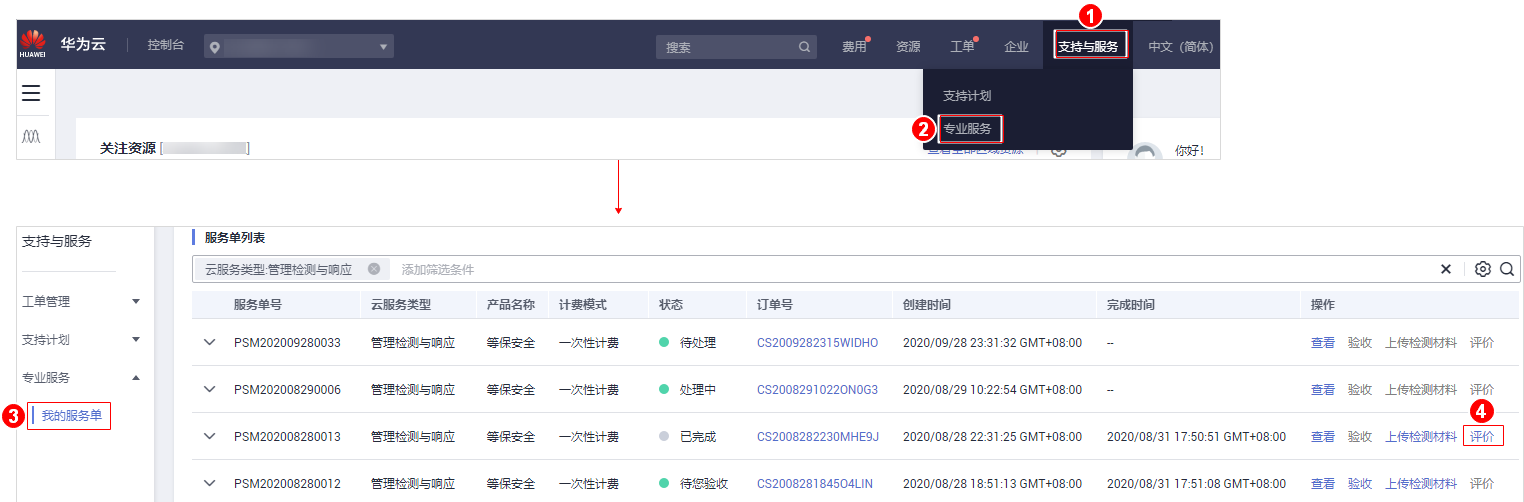 1
HUAWEI 华为云 控制台 搜索 费用 资源 工单 企业 支持与服务 中文（简体）
支持计划
2 专业服务
关注资源 [ ] 查看全部区域资源 你好!
支持与服务 服务单列表
云服务类型:管理检测与响应 添加筛选条件
工单管理 服务单号 云服务类型 产品名称 计费模式 状态 订单号 创建时间 完成时间 操作
支持计划 PSM202009280033 管理检测与响应 等保安全 一次性计费 待处理 CS2009282315WIDHO 2020/09/28 23:31:32 GMT+08:00 -- 查看 验收 上传检测材料 评价
专业服务 PSM202008290006 管理检测与响应 等保安全 一次性计费 处理中 CS2008291022ON0G3 2020/08/29 10:22:54 GMT+08:00 -- 查看 验收 上传检测材料 评价
3 我的服务单 4
PSM202008280013 管理检测与响应 等保安全 一次性计费 已完成 CS2008282230MHE9J 2020/08/28 22:31:25 GMT+08:00 2020/08/31 17:50:51 GMT+08:00 查看 验收 上传检测材料 评价
PSM202008280012 管理检测与响应 等保安全 一次性计费 待您验收 CS2008281845O4LIN 2020/08/28 18:51:13 GMT+08:00 2020/08/31 17:51:08 GMT+08:00 查看 验收 上传检测材料 评价